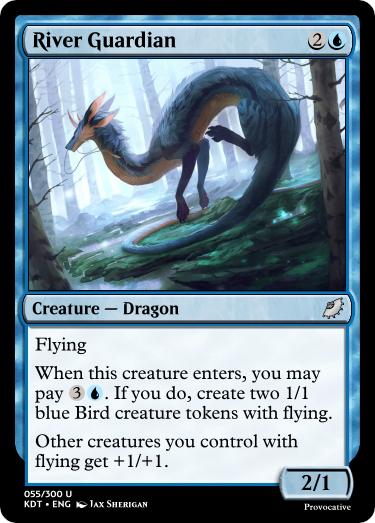 River Guardian 2
Creature — Dragon
Flying
When this creature enters, you may
pay 3. If you do, create two 1/1
blue Bird creature tokens with flying.
Other creatures you control with
flying get +1/+1.
2/1
055/300 U
KDT • ENG Jax Sherigan
Provocative